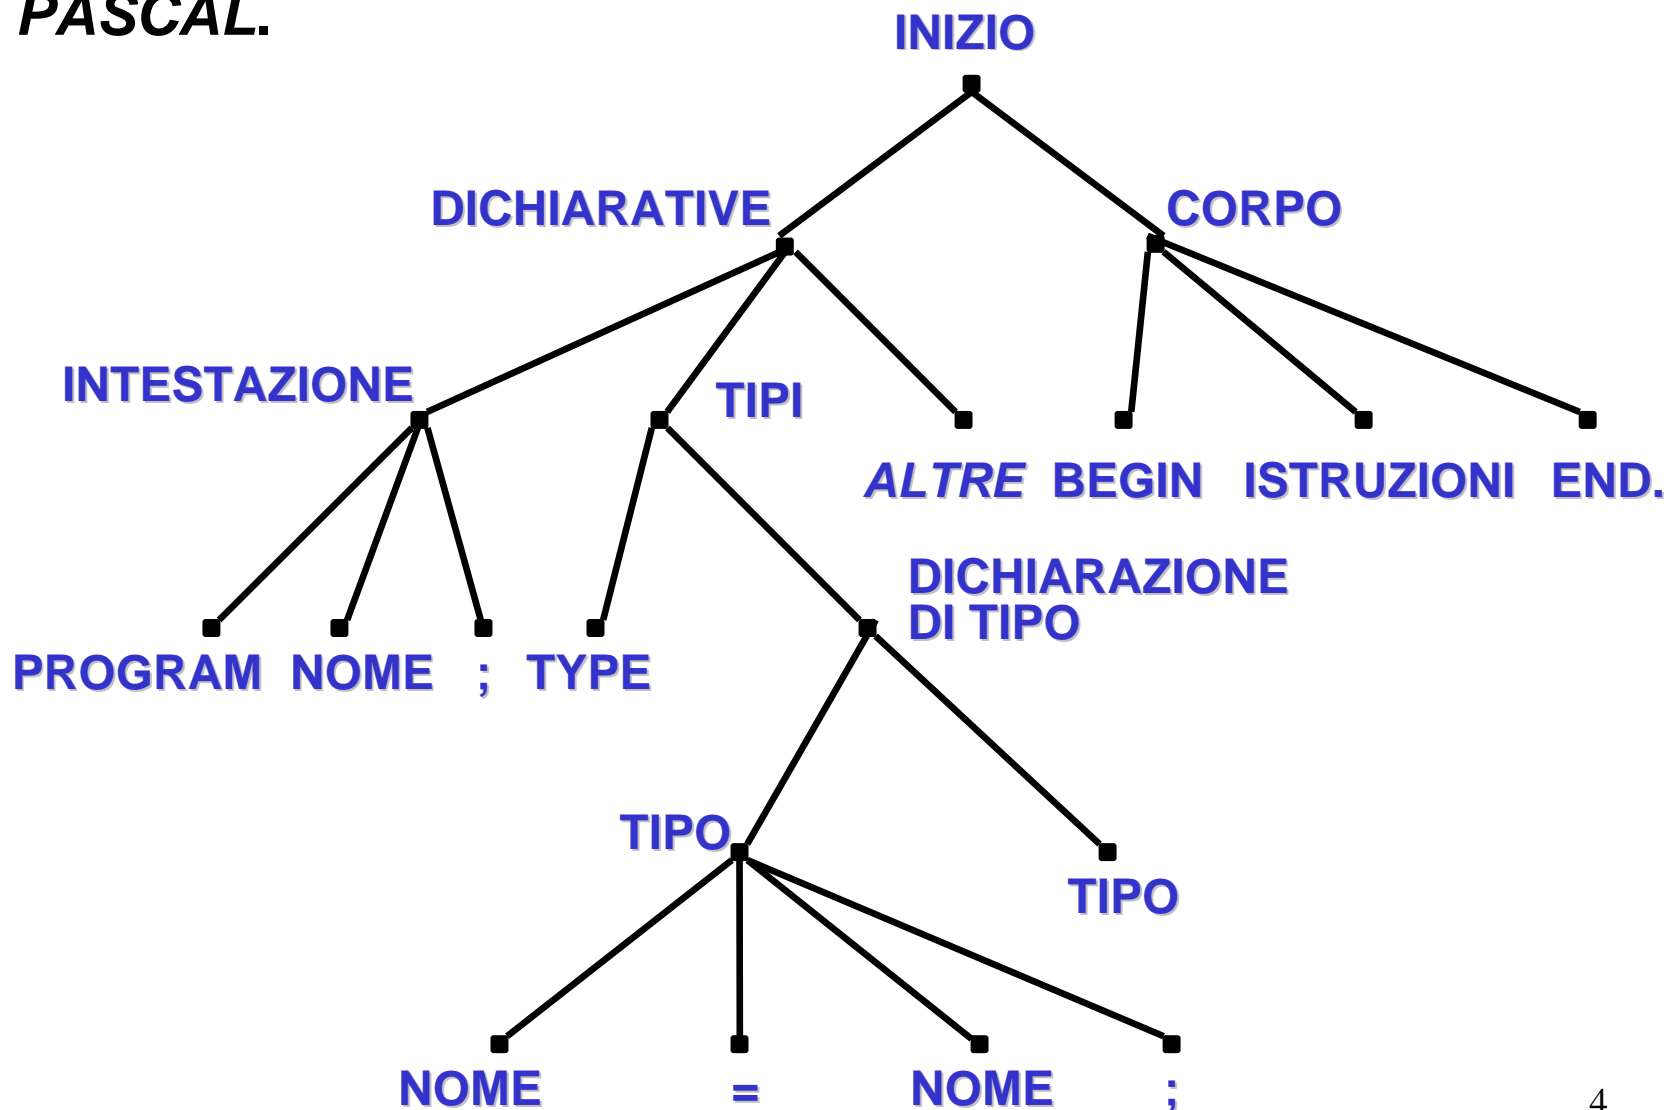 PASCAL.
INIZIO
DICHIARATIVE CORPO
INTESTAZIONE TIPI
ALTRE BEGIN ISTRUZIONI END.
DICHIARAZIONE
DI TIPO
PROGRAM NOME ; TYPE
TIPO
TIPO
NOME = NOME ;
4